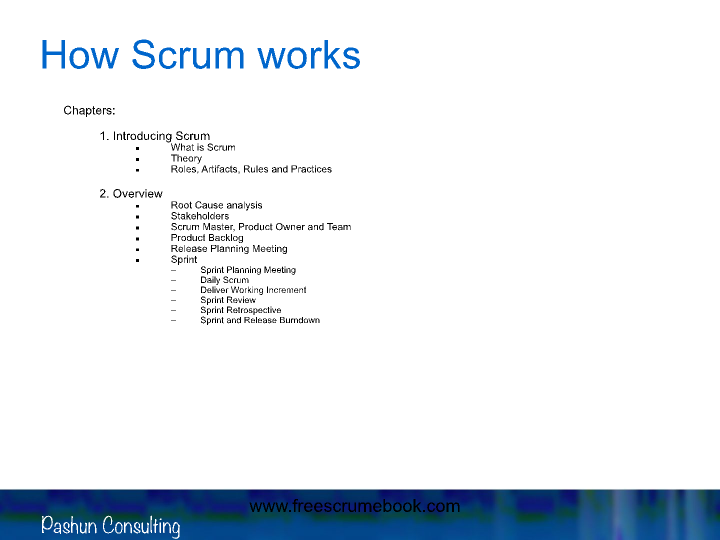 How Scrum works
Chapters:
1. Introducing Scrum
▪ What is Scrum
▪ Theory
▪ Roles, Artifacts, Rules and Practices
2. Overview
▪ Root Cause analysis
▪ Stakeholders
▪ Scrum Master, Product Owner and Team
▪ Product Backlog
▪ Release Planning Meeting
▪ Sprint
– Sprint Planning Meeting
– Daily Scrum
– Deliver Working Increment
– Sprint Review
– Sprint Retrospective
– Sprint and Release Burndown
www.freescrumebook.com
Pashun Consulting